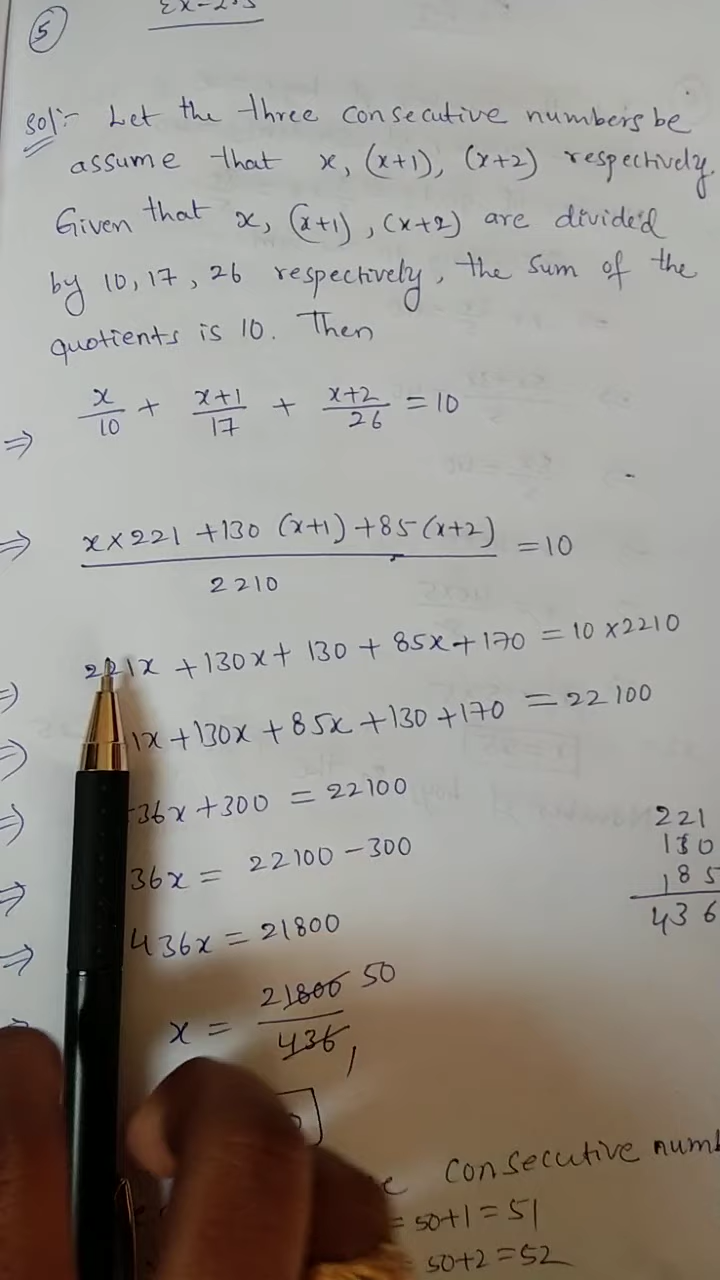 5
Sol:- Let the three consecutive numbers be
assume that x, (x+1), (x+2) respectively.
Given that x, (x+1), (x+2) are divided
by 10, 17, 26 respectively, the sum of the
quotients is 10. Then
⇒ x/10 + x+1/17 + x+2/26 = 10
⇒ x×221 +130 (x+1) +85(x+2) / 2210 = 10
⇒ 221x +130x + 130 + 85x + 170 = 10×2210
⇒ 1x +130x + 85x +130 +170 = 22100
⇒ 36x +300 = 22100
⇒ 36x = 22100 -300
⇒ 436x = 21800
x = 21800/436 50 1
221
130
185
436
consecutive
= 50+1 = 51
= 50+2 = 52